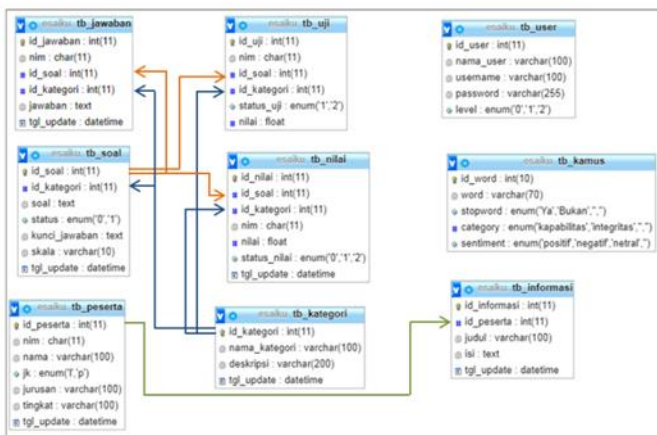 esaiku tb_jawaban
id_jawaban : int(11)
nim : char(11)
id_soal : int(11)
id_kategori : int(11)
jawaban : text
tgl_update : datetime
esaiku tb_uji
id_uji : int(11)
nim : char(11)
id_soal : int(11)
id_kategori : int(11)
status_uji : enum('1','2')
nilai : float
esaiku tb_user
id_user : int(11)
nama_user : varchar(100)
username : varchar(100)
password : varchar(255)
level : enum('0','1','2')
esaiku tb_soal
id_soal : int(11)
id_kategori : int(11)
soal : text
status : enum('0','1')
kunci_jawaban : text
skala : varchar(10)
tgl_update : datetime
esaiku tb_nilai
id_nilai : int(11)
id_soal : int(11)
id_kategori : int(11)
nim : char(11)
nilai : float
status_nilai : enum('0','1','2')
tgl_update : datetime
esaiku tb_kamus
id_word : int(10)
word : varchar(70)
stopword : enum('Ya','Bukan','','')
category : enum('kapabilitas','integritas','','')
sentiment : enum('positif','negatif','netral','')
esaiku tb_peserta
id_peserta : int(11)
nim : char(11)
nama : varchar(100)
jk : enum('l','p')
jurusan : varchar(100)
tingkat : varchar(100)
tgl_update : datetime
esaiku tb_kategori
id_kategori : int(11)
nama_kategori : varchar(100)
deskripsi : varchar(200)
tgl_update : datetime
esaiku tb_informasi
id_informasi : int(11)
id_peserta : int(11)
judul : varchar(100)
isi : text
tgl_update : datetime